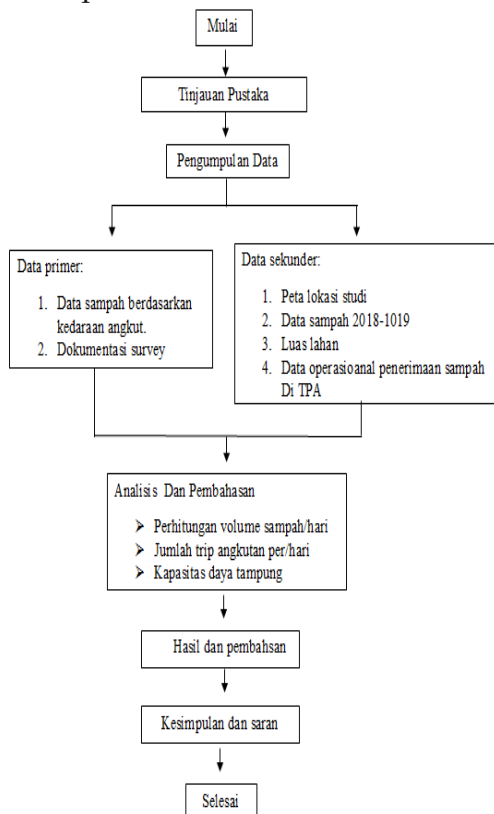 Mulai
Tinjauan Pustaka
Pengumpulan Data
Data primer:
1. Data sampah berdasarkan
kedaraan angkut.
2. Dokumentasi survey
Data sekunder:
1. Peta lokasi studi
2. Data sampah 2018-1019
3. Luas lahan
4. Data operasioanal penerimaan sampah
Di TPA
Analisis Dan Pembahasan
➢ Perhitungan volume sampah/hari
➢ Jumlah trip angkutan per/hari
➢ Kapasitas daya tampung
Hasil dan pembahsan
Kesimpulan dan saran
Selesai